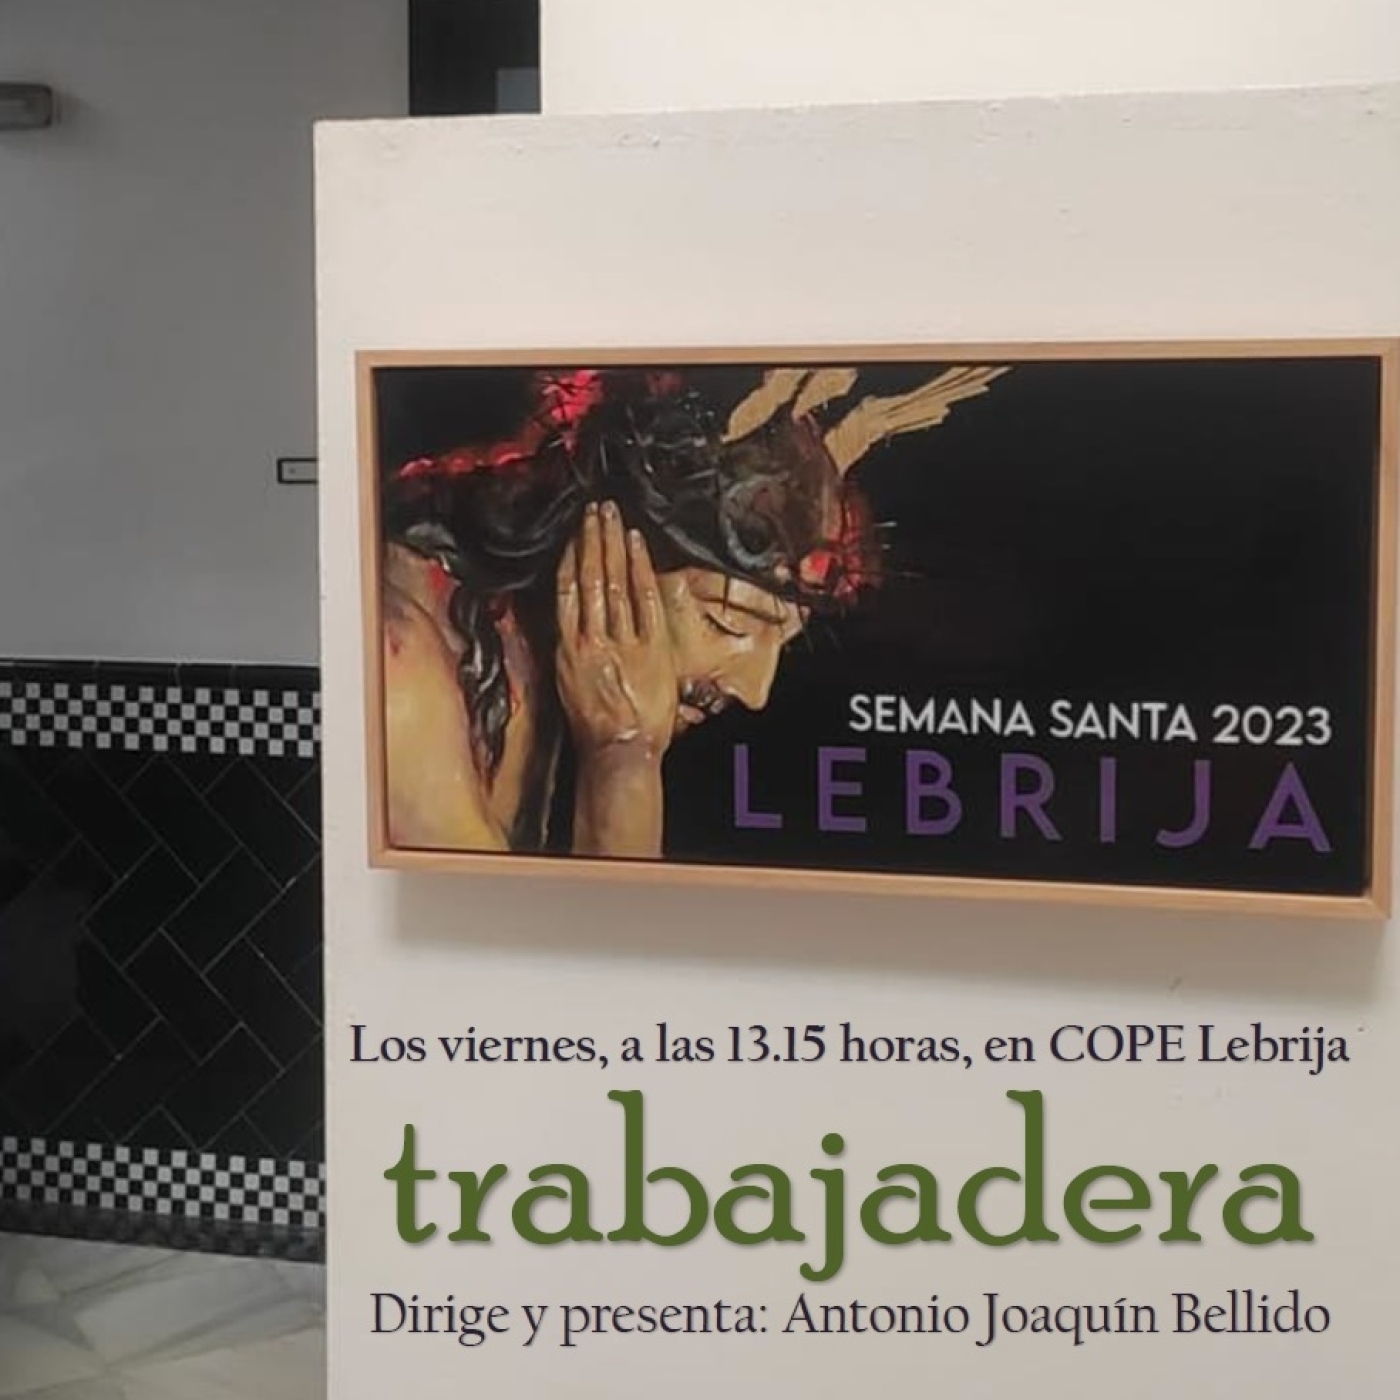 SEMANA SANTA 2023
LEBRIJA
Los viernes, a las 13.15 horas, en COPE Lebrija
trabajadera
Dirige y presenta: Antonio Joaquín Bellido